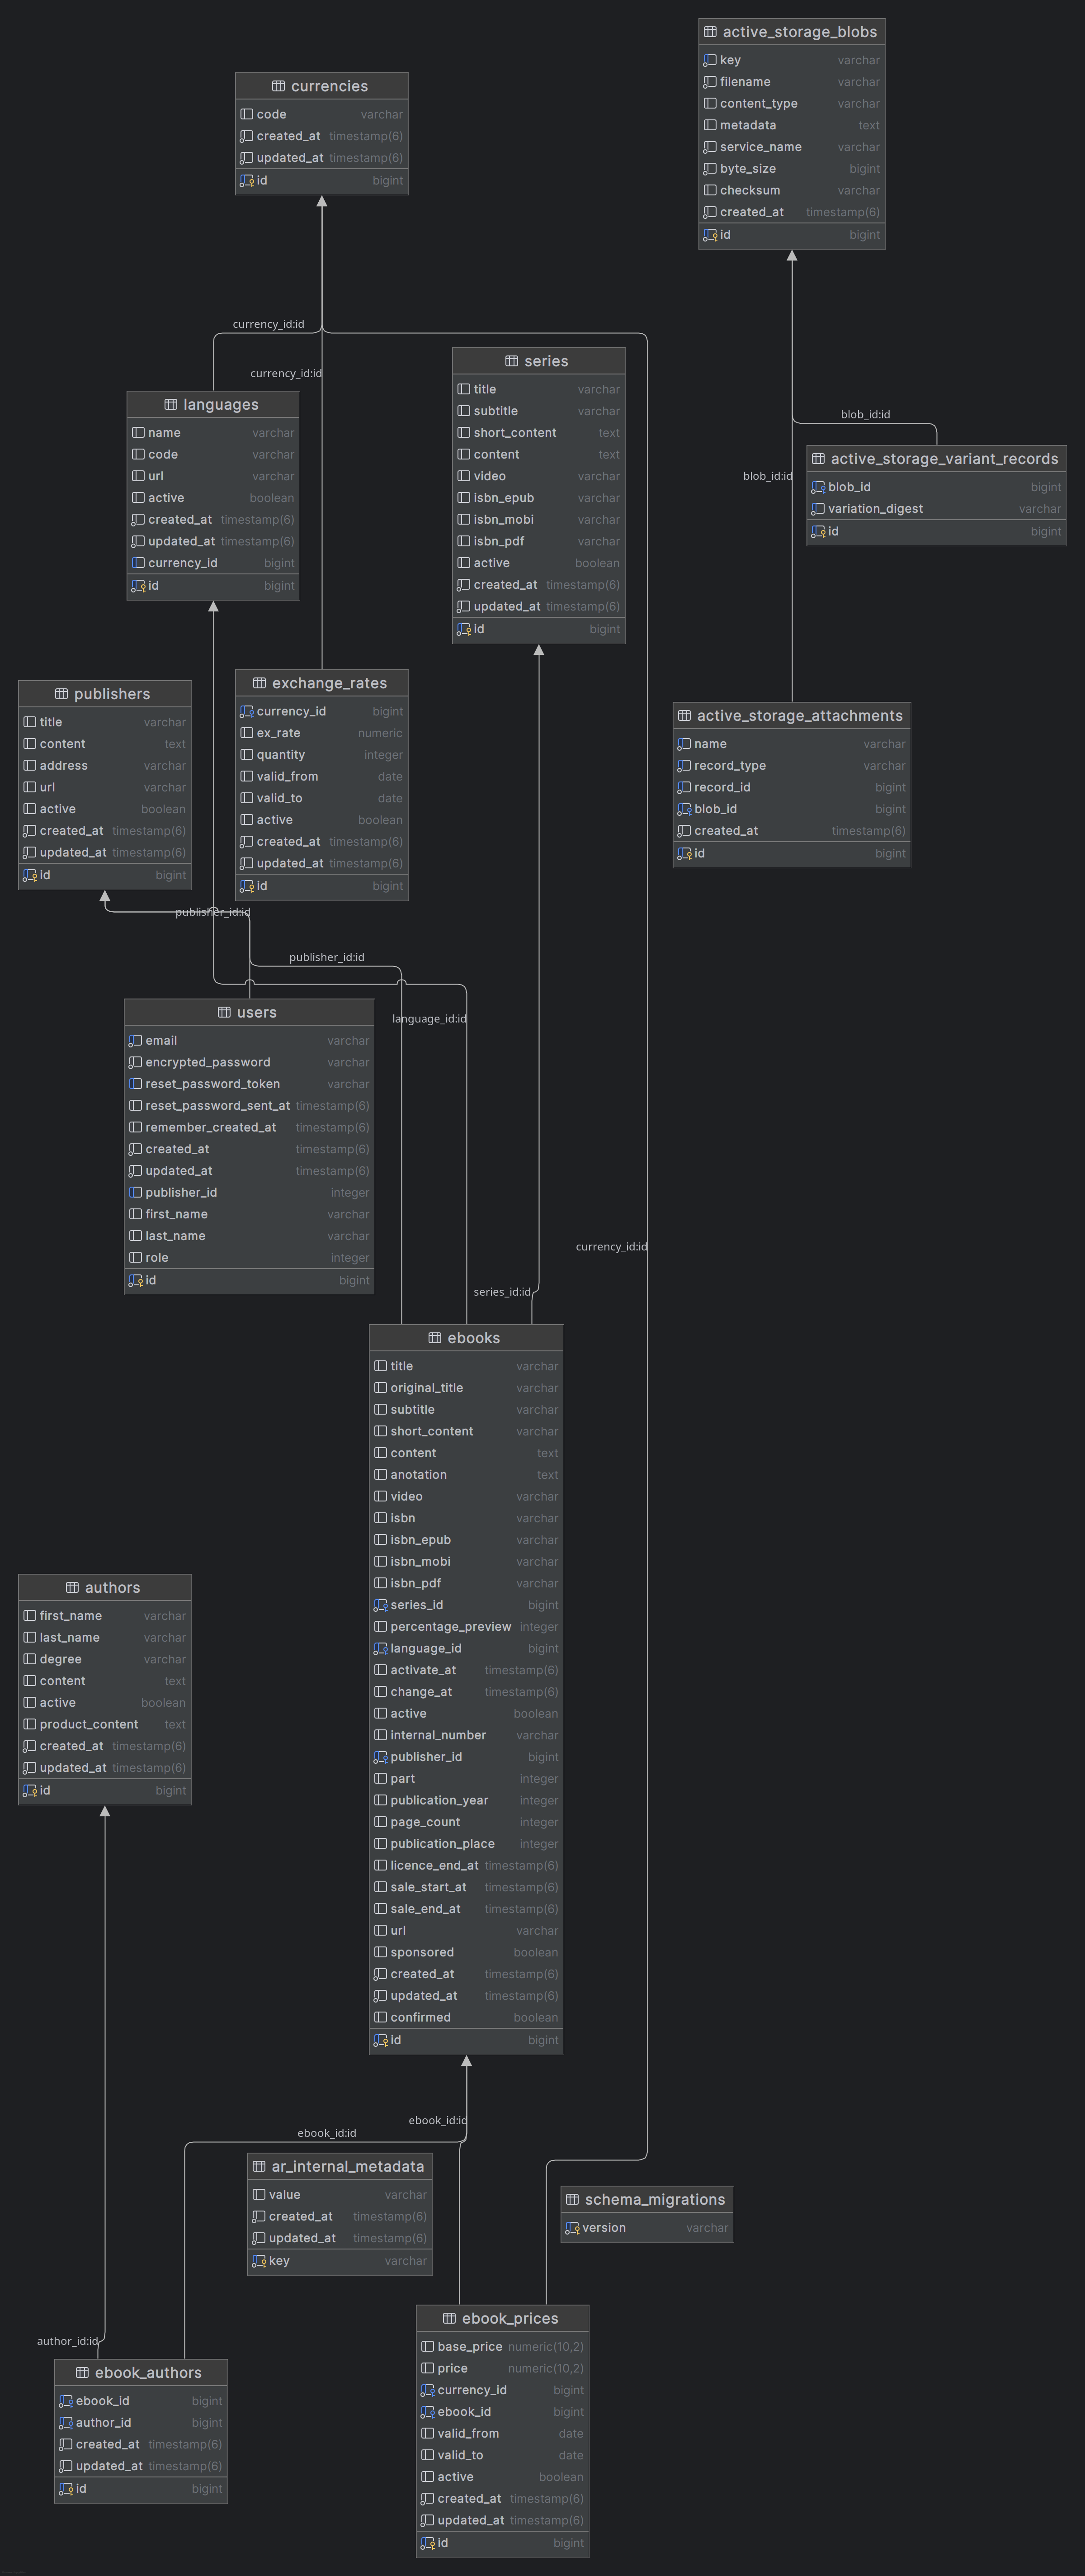 active_storage_blobs
key varchar
filename varchar
content_type varchar
metadata text
service_name varchar
byte_size bigint
checksum varchar
created_at timestamp(6)
id bigint
currencies
code varchar
created_at timestamp(6)
updated_at timestamp(6)
id bigint
currency_id:id
currency_id:id
series
title varchar
subtitle varchar
short_content text
content text
video varchar
isbn_epub varchar
isbn_mobi varchar
isbn_pdf varchar
active boolean
created_at timestamp(6)
updated_at timestamp(6)
id bigint
languages
name varchar
code varchar
url varchar
active boolean
created_at timestamp(6)
updated_at timestamp(6)
currency_id bigint
id bigint
blob_id:id
active_storage_variant_records
blob_id bigint
variation_digest varchar
id bigint
blob_id:id
publishers
title varchar
content text
address varchar
url varchar
active boolean
created_at timestamp(6)
updated_at timestamp(6)
id bigint
exchange_rates
currency_id bigint
ex_rate numeric
quantity integer
valid_from date
valid_to date
active boolean
created_at timestamp(6)
updated_at timestamp(6)
id bigint
active_storage_attachments
name varchar
record_type varchar
record_id bigint
blob_id bigint
created_at timestamp(6)
id bigint
publisher_id:id
publisher_id:id
language_id:id
users
email varchar
encrypted_password varchar
reset_password_token varchar
reset_password_sent_at timestamp(6)
remember_created_at timestamp(6)
created_at timestamp(6)
updated_at timestamp(6)
publisher_id integer
first_name varchar
last_name varchar
role integer
id bigint
currency_id:id
series_id:id
ebooks
title varchar
original_title varchar
subtitle varchar
short_content varchar
content text
anotation text
video varchar
isbn varchar
isbn_epub varchar
isbn_mobi varchar
isbn_pdf varchar
series_id bigint
percentage_preview integer
language_id bigint
activate_at timestamp(6)
change_at timestamp(6)
active boolean
internal_number varchar
publisher_id bigint
part integer
publication_year integer
page_count integer
publication_place integer
licence_end_at timestamp(6)
sale_start_at timestamp(6)
sale_end_at timestamp(6)
url varchar
sponsored boolean
created_at timestamp(6)
updated_at timestamp(6)
confirmed boolean
id bigint
authors
first_name varchar
last_name varchar
degree varchar
content text
active boolean
product_content text
created_at timestamp(6)
updated_at timestamp(6)
id bigint
ebook_id:id
ebook_id:id
ar_internal_metadata
value varchar
created_at timestamp(6)
updated_at timestamp(6)
key varchar
schema_migrations
version varchar
author_id:id
ebook_authors
ebook_id bigint
author_id bigint
created_at timestamp(6)
updated_at timestamp(6)
id bigint
ebook_prices
base_price numeric(10,2)
price numeric(10,2)
currency_id bigint
ebook_id bigint
valid_from date
valid_to date
active boolean
created_at timestamp(6)
updated_at timestamp(6)
id bigint